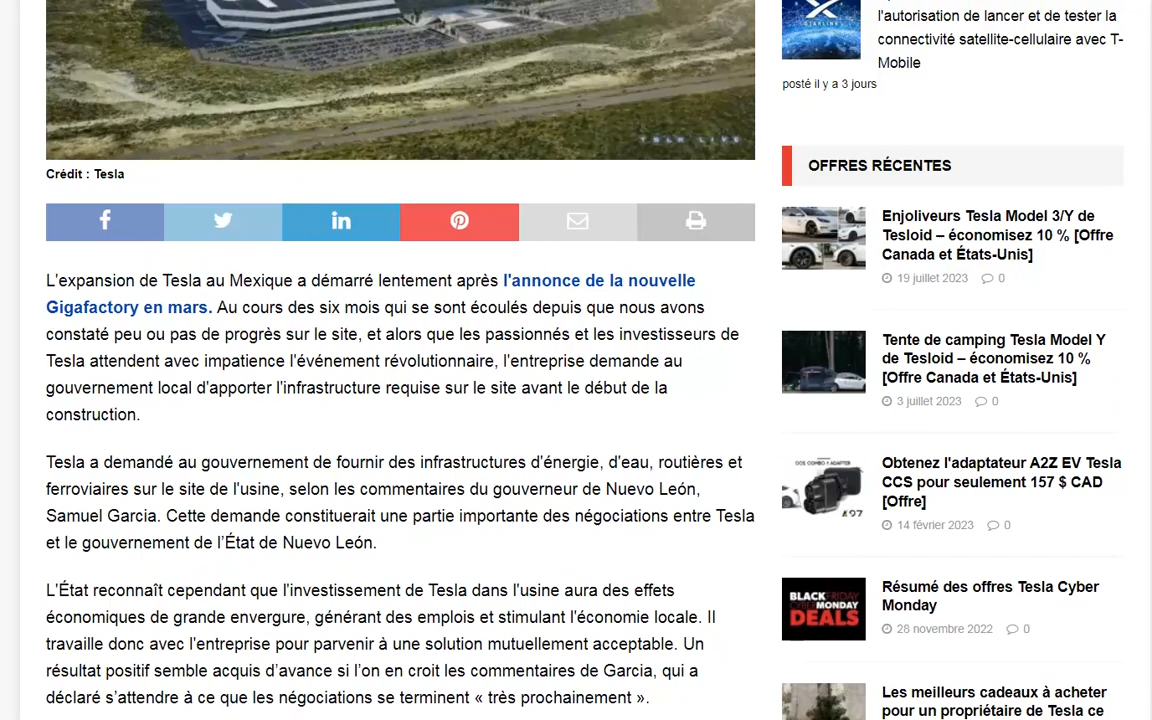 STARLINK
l'autorisation de lancer et de tester la
connectivité satellite-cellulaire avec T-
Mobile
posté il y a 3 jours
TSLA LIVE
Crédit : Tesla
L'expansion de Tesla au Mexique a démarré lentement après l'annonce de la nouvelle
Gigafactory en mars. Au cours des six mois qui se sont écoulés depuis que nous avons
constaté peu ou pas de progrès sur le site, et alors que les passionnés et les investisseurs de
Tesla attendent avec impatience l'événement révolutionnaire, l'entreprise demande au
gouvernement local d'apporter l'infrastructure requise sur le site avant le début de la
construction.
Tesla a demandé au gouvernement de fournir des infrastructures d'énergie, d'eau, routières et
ferroviaires sur le site de l'usine, selon les commentaires du gouverneur de Nuevo León,
Samuel Garcia. Cette demande constituerait une partie importante des négociations entre Tesla
et le gouvernement de l'État de Nuevo León.
L'État reconnaît cependant que l'investissement de Tesla dans l'usine aura des effets
économiques de grande envergure, générant des emplois et stimulant l'économie locale. Il
travaille donc avec l'entreprise pour parvenir à une solution mutuellement acceptable. Un
résultat positif semble acquis d'avance si l'on en croit les commentaires de Garcia, qui a
déclaré s'attendre à ce que les négociations se terminent « très prochainement ».
OFFRES RÉCENTES
Enjoliveurs Tesla Model 3/Y de
Tesloid – économisez 10 % [Offre
Canada et États-Unis]
19 juillet 2023 0
Tente de camping Tesla Model Y
de Tesloid – économisez 10 %
[Offre Canada et États-Unis]
3 juillet 2023 0
Obtenez l'adaptateur A2Z EV Tesla
CCS pour seulement 157 $ CAD
[Offre]
14 février 2023 0
BLACK FRIDAY
CYBER MONDAY
DEALS
Résumé des offres Tesla Cyber
Monday
28 novembre 2022 0
Les meilleurs cadeaux à acheter
pour un propriétaire de Tesla ce